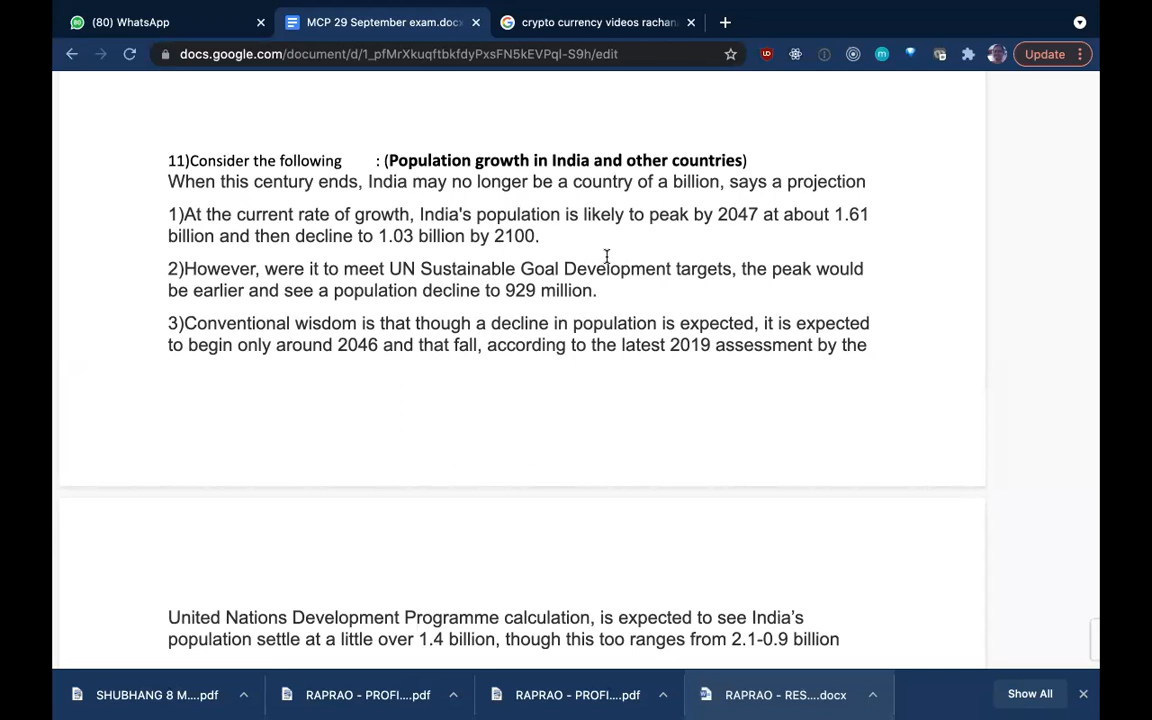 (80) WhatsApp
MCP 29 September exam.docx
crypto currency videos rachan
docs.google.com/document/d/1_pfMrXkuqftbkfdyPxsFN5kEVPql-S9h/edit
Update
11)Consider the following : (Population growth in India and other countries)
When this century ends, India may no longer be a country of a billion, says a projection
1)At the current rate of growth, India's population is likely to peak by 2047 at about 1.61
billion and then decline to 1.03 billion by 2100.
2)However, were it to meet UN Sustainable Goal Development targets, the peak would
be earlier and see a population decline to 929 million.
3)Conventional wisdom is that though a decline in population is expected, it is expected
to begin only around 2046 and that fall, according to the latest 2019 assessment by the
United Nations Development Programme calculation, is expected to see India’s
population settle at a little over 1.4 billion, though this too ranges from 2.1-0.9 billion
SHUBHANG 8 M....pdf
RAPRAO - PROFI....pdf
RAPRAO - PROFI....pdf
RAPRAO - RES....docx
Show All